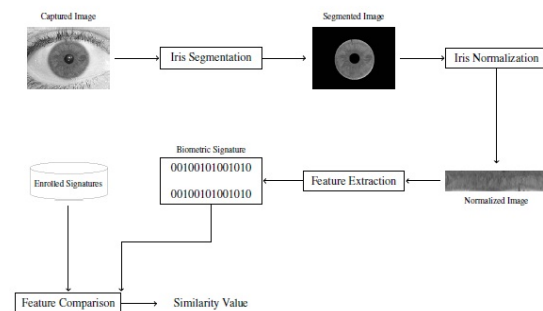 Captured Image
Segmented Image
Iris Segmentation
Iris Normalization
Biometric Signature
00100101001010
00100101001010
Enrolled Signatures
Feature Extraction
Normalized Image
Feature Comparison
Similarity Value